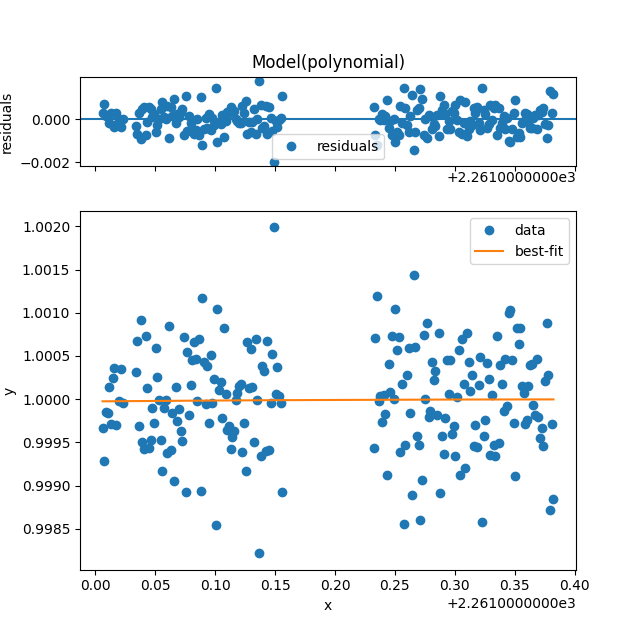 Model(polynomial)
0.000
−0.002
residuals
residuals
+2.2610000000e3
1.0020
1.0015
1.0010
1.0005
1.0000
0.9995
0.9990
0.9985
y
data
best-fit
0.00 0.05 0.10 0.15 0.20 0.25 0.30 0.35 0.40
x
+2.2610000000e3